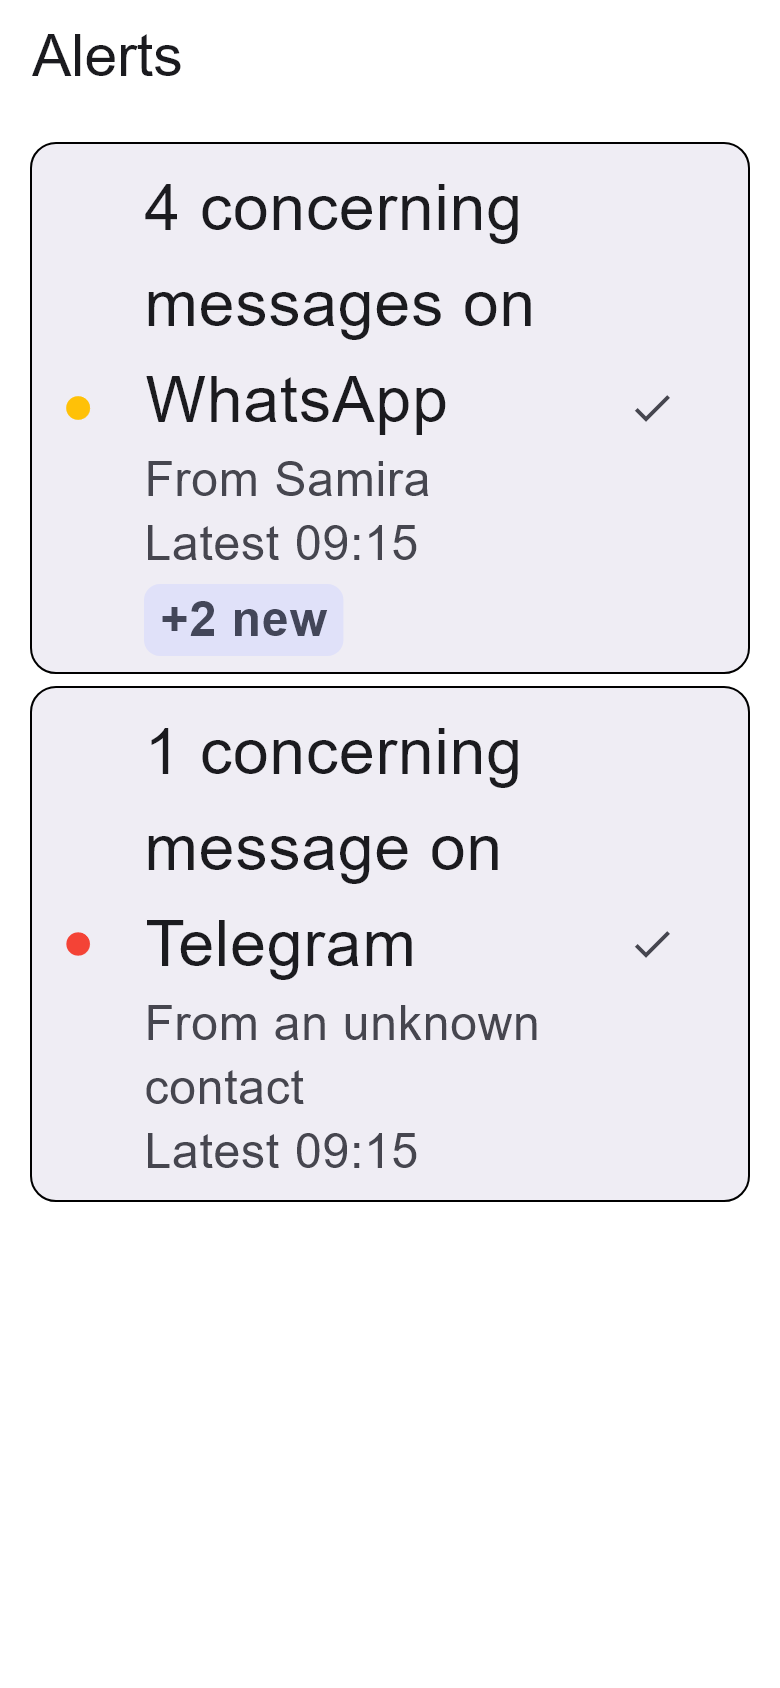 Alerts
4 concerning
messages on
WhatsApp
From Samira
Latest 09:15
+2 new
1 concerning
message on
Telegram
From an unknown
contact
Latest 09:15